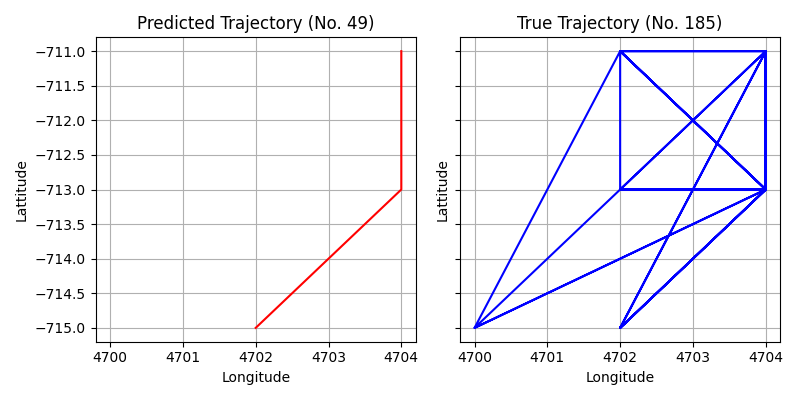 Predicted Trajectory (No. 49)
True Trajectory (No. 185)
−711.0
−711.5
−712.0
−712.5
−713.0
−713.5
−714.0
−714.5
−715.0
Lattitude
Lattitude
4700 4701 4702 4703 4704
4700 4701 4702 4703 4704
Longitude
Longitude